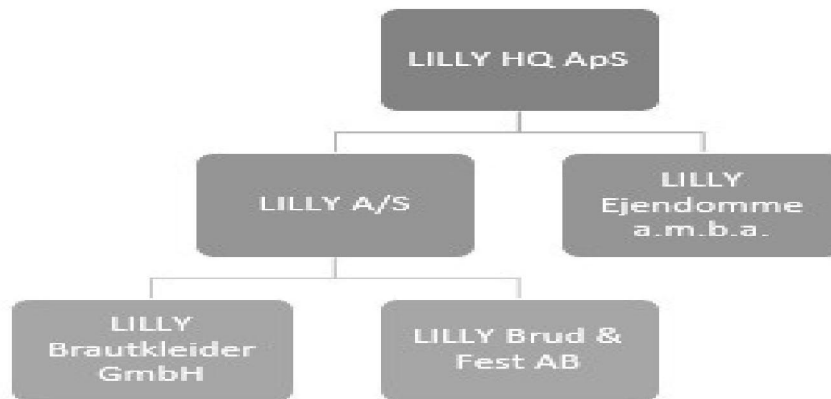 LILLY HQ ApS
LILLY A/S
LILLY
Ejendomme
a.m.b.a.
LILLY
Brautkleider
GmbH
LILLY Brud &
Fest AB